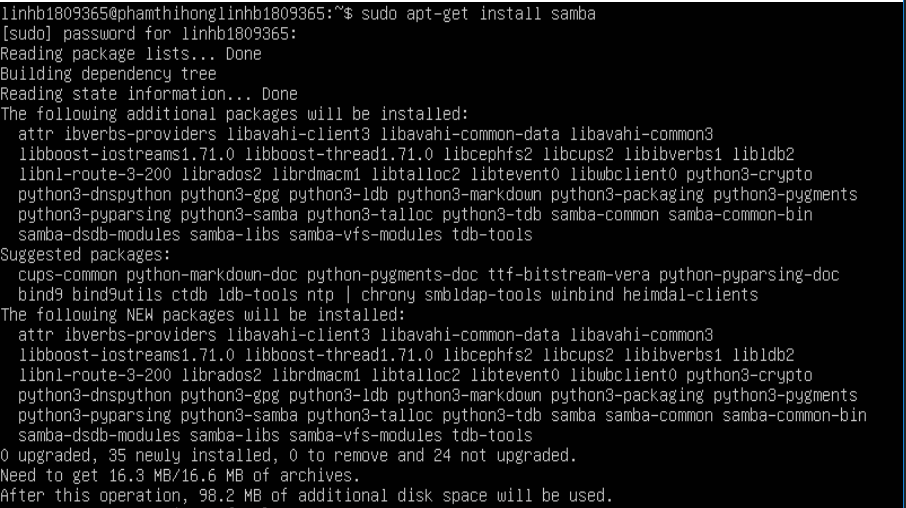 linhb1809365@phamthihonglinhb1809365:~$ sudo apt-get install samba
[sudo] password for linhb1809365:
Reading package lists... Done
Building dependency tree
Reading state information... Done
The following additional packages will be installed:
  attr ibverbs-providers libavahi-client3 libavahi-common-data libavahi-common3
  libboost-iostreams1.71.0 libboost-thread1.71.0 libcephfs2 libcups2 libibverbs1 libldb2
  libnl-route-3-200 librados2 librdmacm1 libtalloc2 libtevent0 libwbclient0 python3-crypto
  python3-dnspython python3-gpg python3-ldb python3-markdown python3-packaging python3-pygments
  python3-pyparsing python3-samba python3-talloc python3-tdb samba-common samba-common-bin
  samba-dsdb-modules samba-libs samba-vfs-modules tdb-tools
Suggested packages:
  cups-common python-markdown-doc python-pygments-doc ttf-bitstream-vera python-pyparsing-doc
  bind9 bind9utils ctdb ldb-tools ntp | chrony smbldap-tools winbind heimdal-clients
The following NEW packages will be installed:
  attr ibverbs-providers libavahi-client3 libavahi-common-data libavahi-common3
  libboost-iostreams1.71.0 libboost-thread1.71.0 libcephfs2 libcups2 libibverbs1 libldb2
  libnl-route-3-200 librados2 librdmacm1 libtalloc2 libtevent0 libwbclient0 python3-crypto
  python3-dnspython python3-gpg python3-ldb python3-markdown python3-packaging python3-pygments
  python3-pyparsing python3-samba python3-talloc python3-tdb samba samba-common samba-common-bin
  samba-dsdb-modules samba-libs samba-vfs-modules tdb-tools
0 upgraded, 35 newly installed, 0 to remove and 24 not upgraded.
Need to get 16.3 MB/16.6 MB of archives.
After this operation, 98.2 MB of additional disk space will be used.